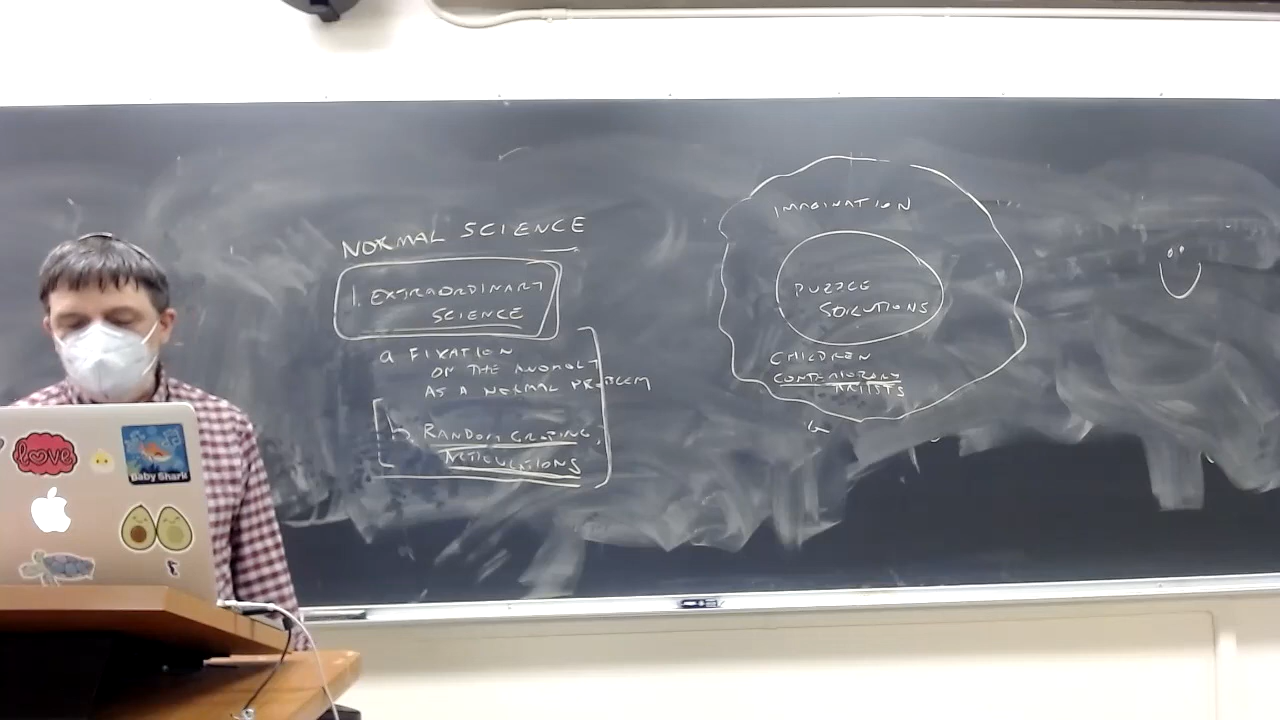 NORMAL SCIENCE
1. EXTRAORDINARY
SCIENCE
a FIXATION
ON THE ANOMOLY
AS A NORMAL PROBLEM
b. RANDOM GROPING,
ARTICULATIONS
IMAGINATION
PUZZLE
SOLUTIONS
CHILDREN
CONTEMPORARY
ARTISTS
love
Baby Shark